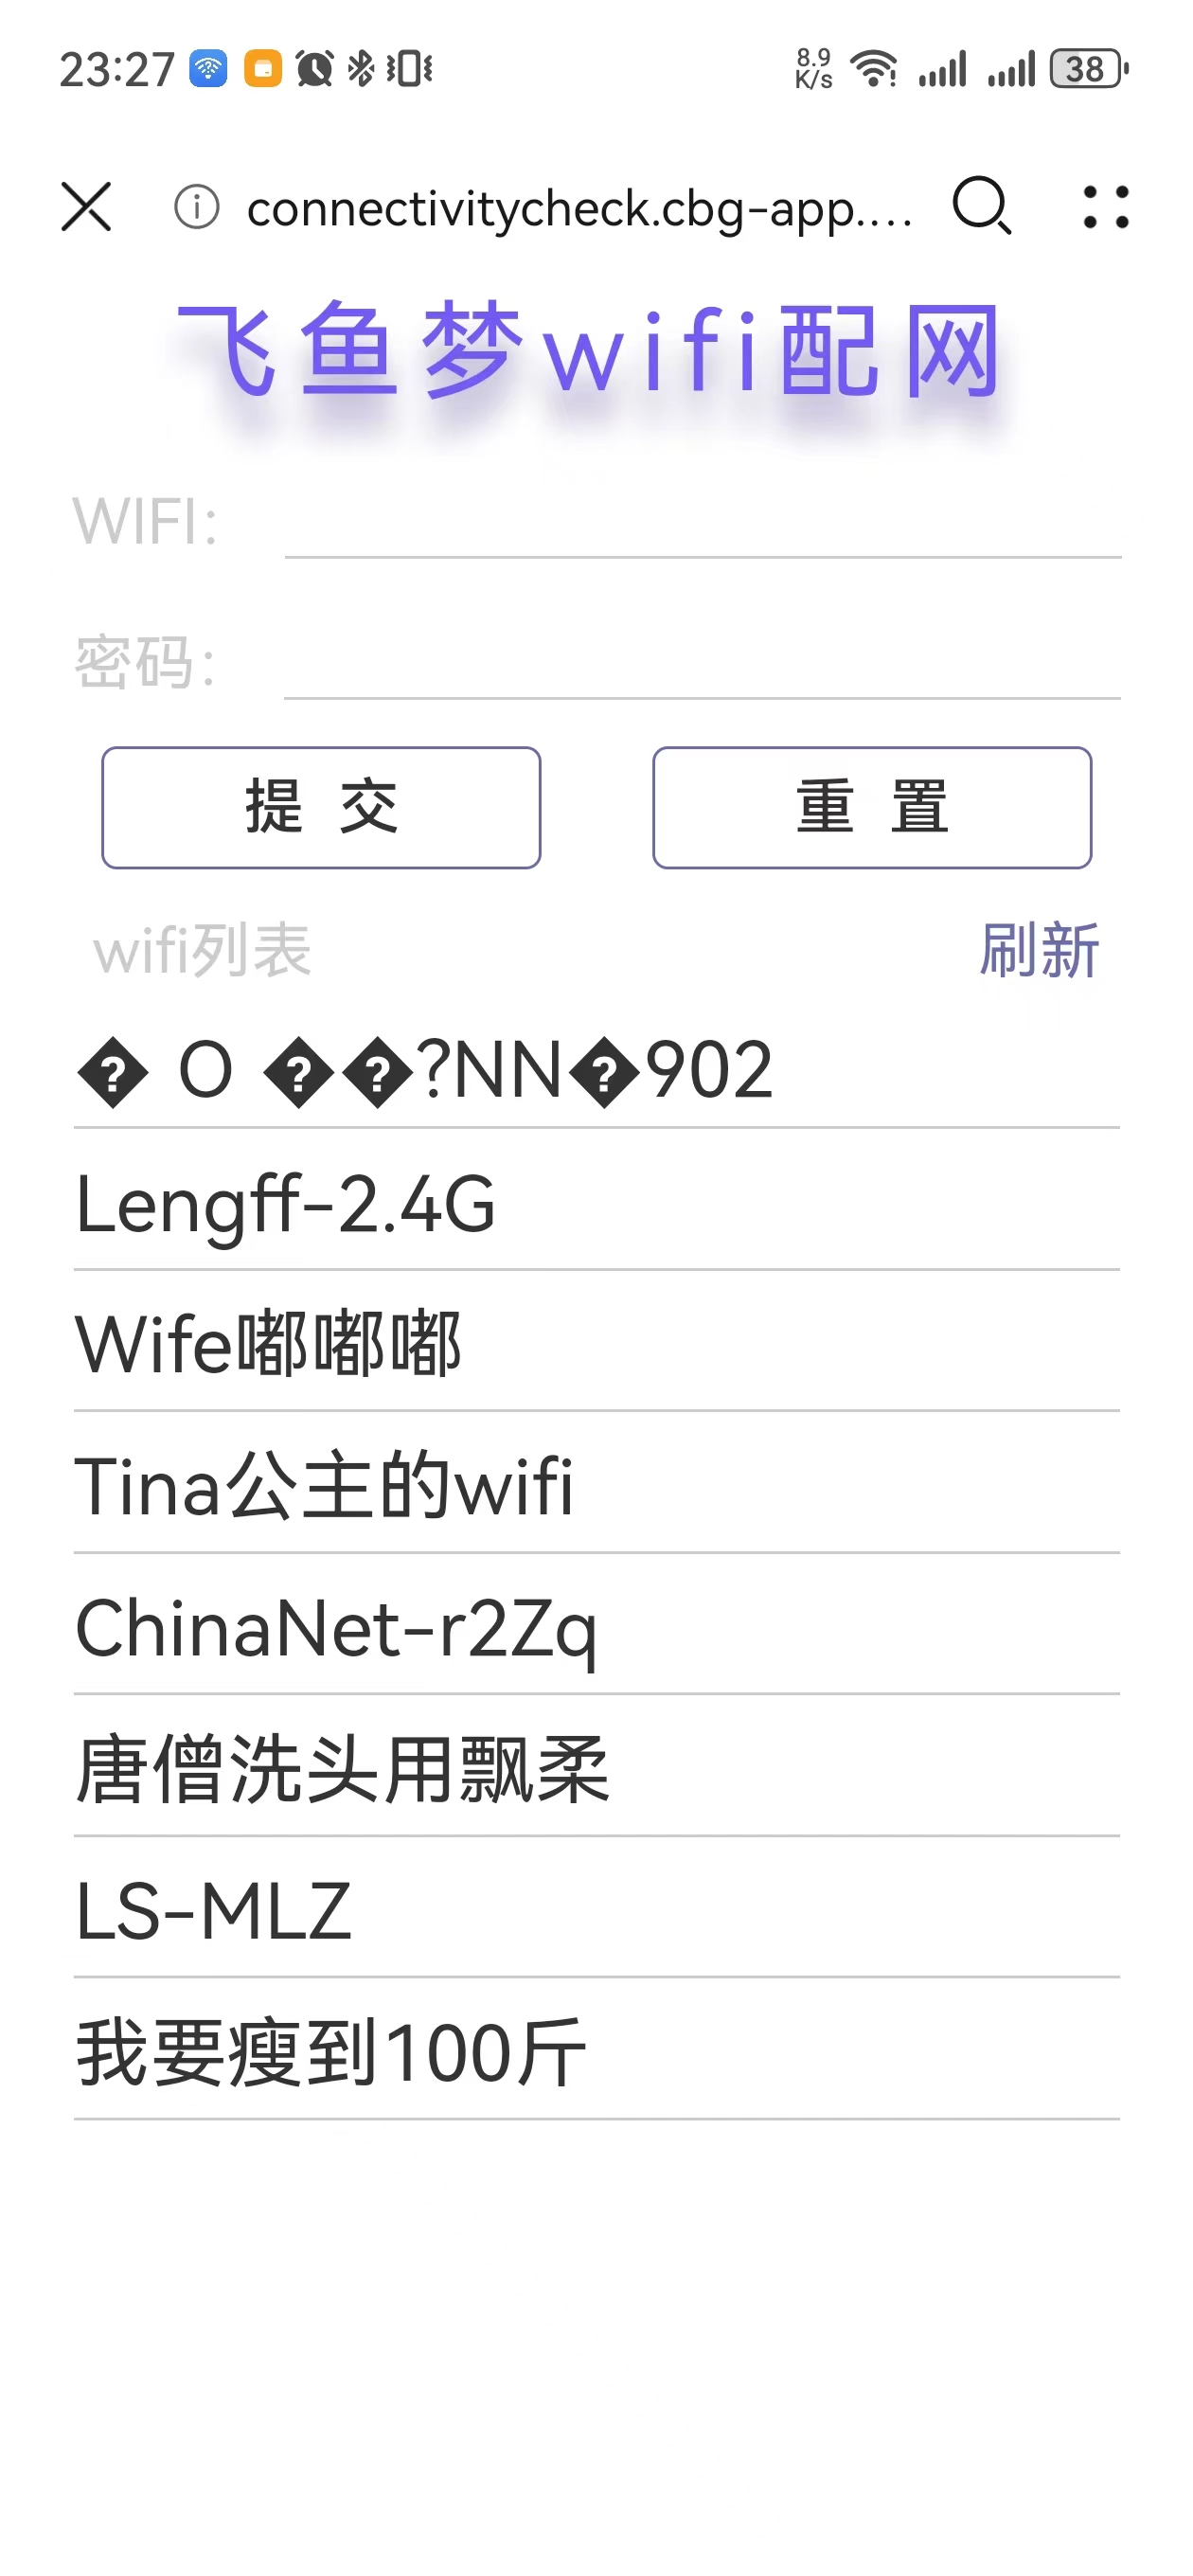 23:27
8.9 K/s
38
connectivitycheck.cbg-app....
飞鱼梦wifi配网
WIFI:
密码:
提 交
重 置
wifi列表
刷新
� O ��?NN�902
Lengff-2.4G
Wife嘟嘟嘟
Tina公主的wifi
ChinaNet-r2Zq
唐僧洗头用飘柔
LS-MLZ
我要瘦到100斤